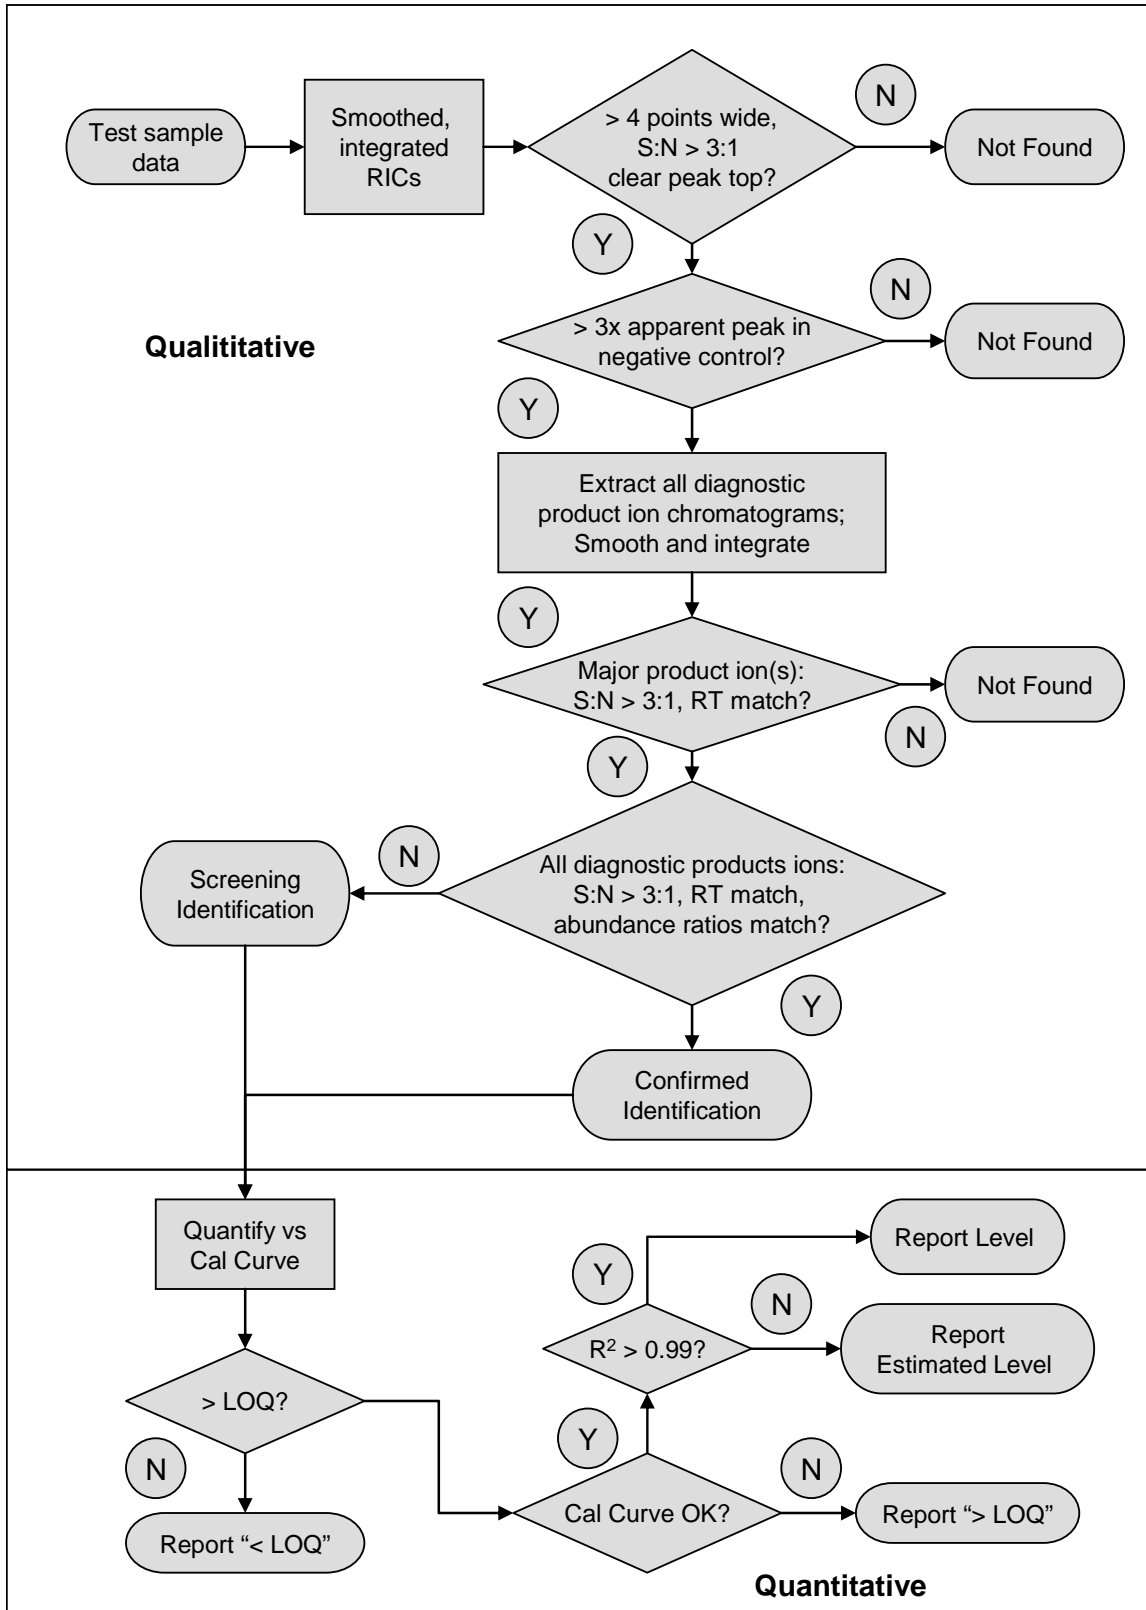 Test sample
data
Smoothed,
integrated
RICs
> 4 points wide,
S:N > 3:1
clear peak top?
N
Not Found
Y
> 3x apparent peak in
negative control?
N
Not Found
Qualititative
Y
Extract all diagnostic
product ion chromatograms;
Smooth and integrate
Y
Major product ion(s):
S:N > 3:1, RT match?
Not Found
N
Y
All diagnostic products ions:
S:N > 3:1, RT match,
abundance ratios match?
N
Screening
Identification
Y
Confirmed
Identification
Quantify vs
Cal Curve
> LOQ?
N
Report “< LOQ”
Report Level
Y
N
R² > 0.99?
Report
Estimated Level
Y
N
Cal Curve OK?
Report “> LOQ”
Quantitative